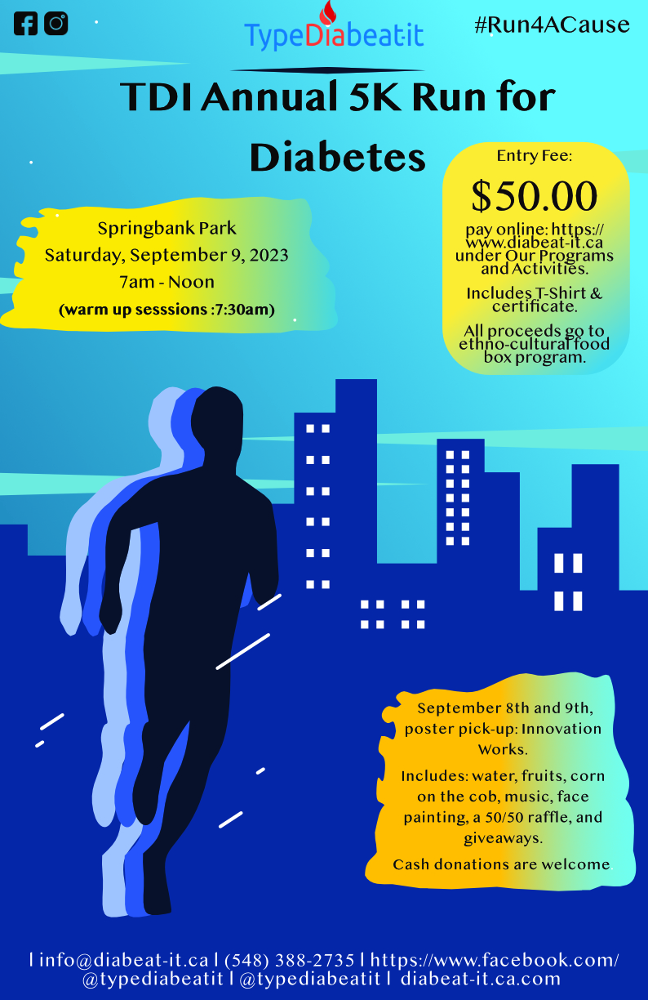 TypeDiabeat·it
#Run4ACause
TDI Annual 5K Run for
Diabetes
Entry Fee:
$50.00
pay online: https://
www.diabeat-it.ca
under Our Programs
and Activities.
Includes T-Shirt &
certificate.
All proceeds go to
ethno-cultural food
box program.
Springbank Park
Saturday, September 9, 2023
7am - Noon
(warm up sesssions :7:30am)
September 8th and 9th,
poster pick-up: Innovation
Works.
Includes: water, fruits, corn
on the cob, music, face
painting, a 50/50 raffle, and
giveaways.
Cash donations are welcome
| info@diabeat-it.ca | (548) 388-2735 | https://www.facebook.com/
@typediabeatit | @typediabeatit | diabeat-it.ca.com